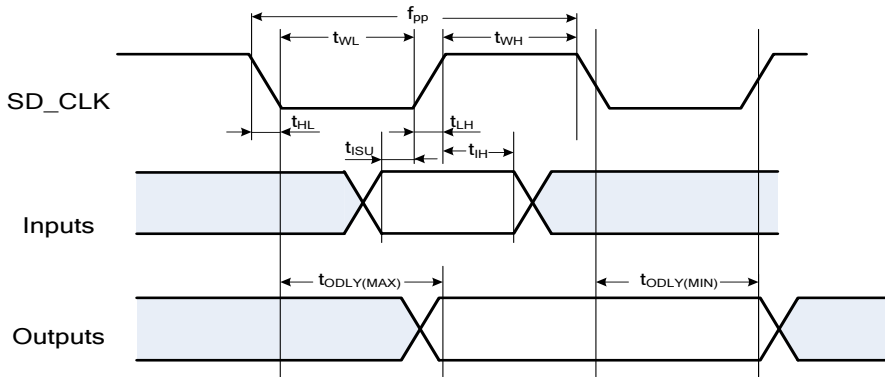 fpp
tWL
tWH
SD_CLK
tHL
tLH
tISU
tIH
Inputs
tODLY(MAX)
tODLY(MIN)
Outputs